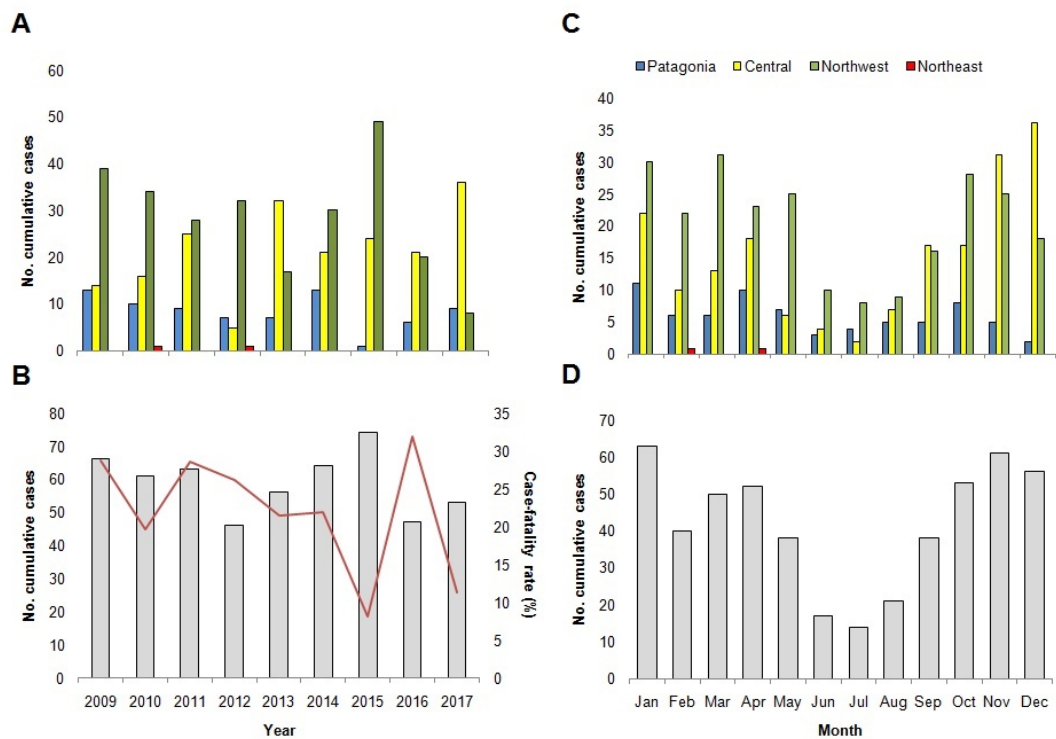 A
60
50
40
30
20
10
0
No. cumulative cases
B
80
70
60
50
40
30
20
10
0
No. cumulative cases
35
30
25
20
15
10
5
0
Case-fatality rate (%)
2009 2010 2011 2012 2013 2014 2015 2016 2017
Year
C
Patagonia Central Northwest Northeast
40
35
30
25
20
15
10
5
0
No. cumulative cases
D
70
60
50
40
30
20
10
0
No. cumulative cases
Jan Feb Mar Apr May Jun Jul Aug Sep Oct Nov Dec
Month